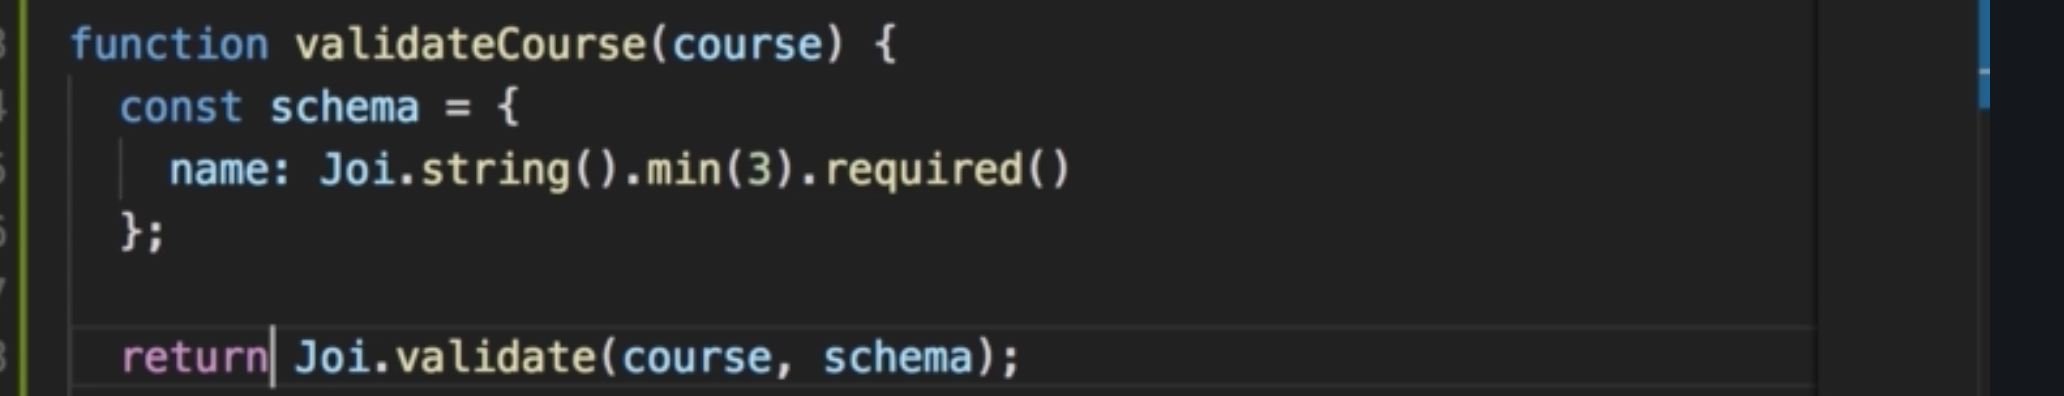 function validateCourse(course) {
const schema = {
name: Joi.string().min(3).required()
};
return Joi.validate(course, schema);